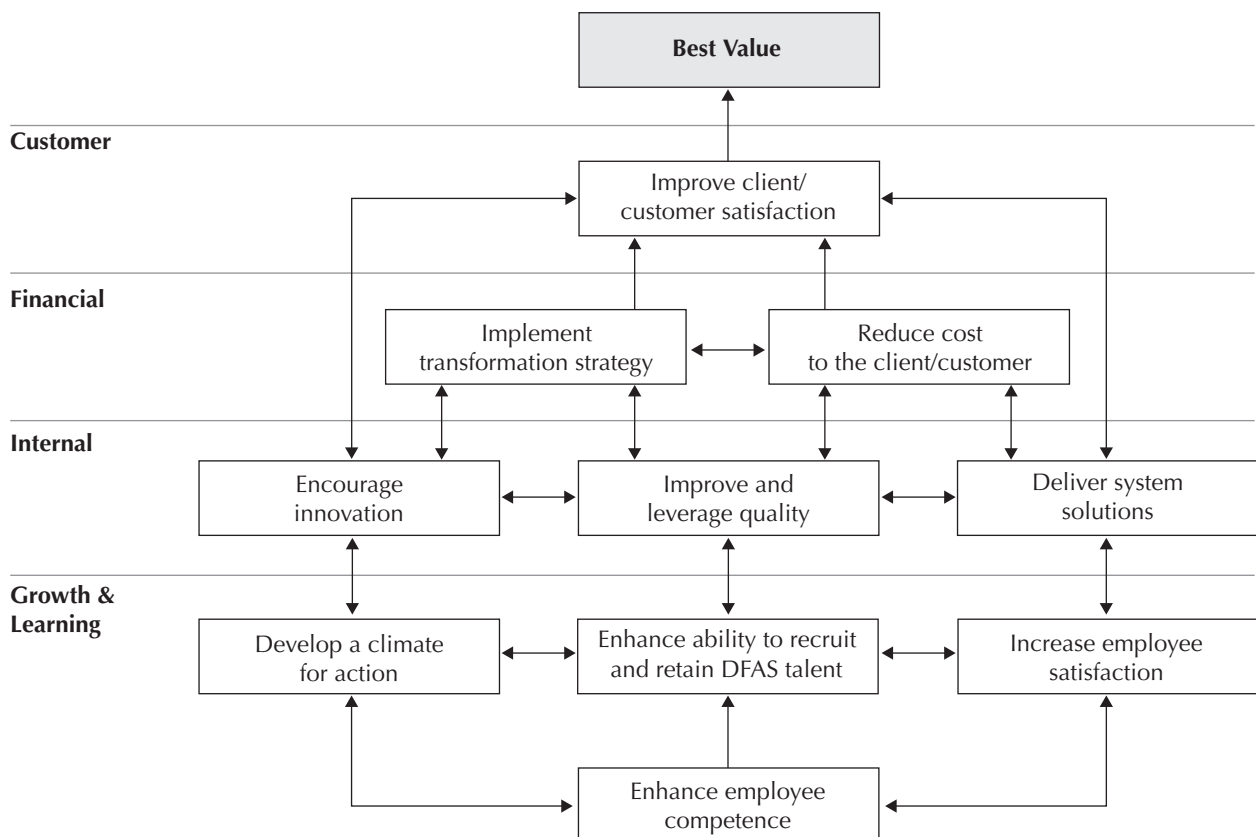 Best Value
Customer
Improve client/
customer satisfaction
Financial
Implement
transformation strategy
Reduce cost
to the client/customer
Internal
Encourage
innovation
Improve and
leverage quality
Deliver system
solutions
Growth &
Learning
Develop a climate
for action
Enhance ability to recruit
and retain DFAS talent
Increase employee
satisfaction
Enhance employee
competence